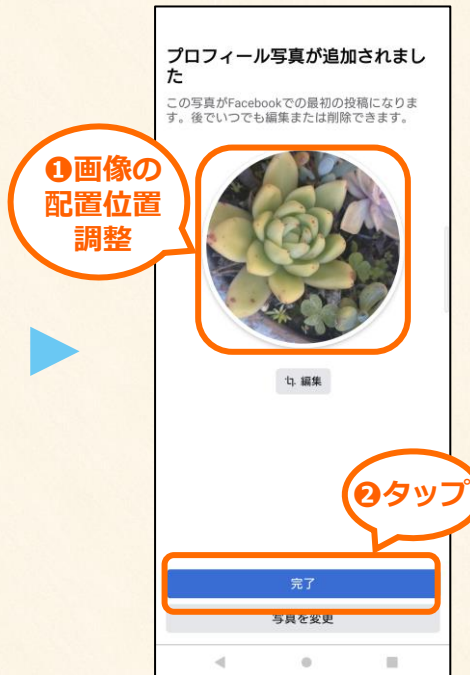 プロフィール写真が追加されまし
た
この写真がFacebookでの最初の投稿になりま
す。後でいつでも編集または削除できます。
❶画像の
配置位置
調整
編集
❷タップ
完了
写真を変更